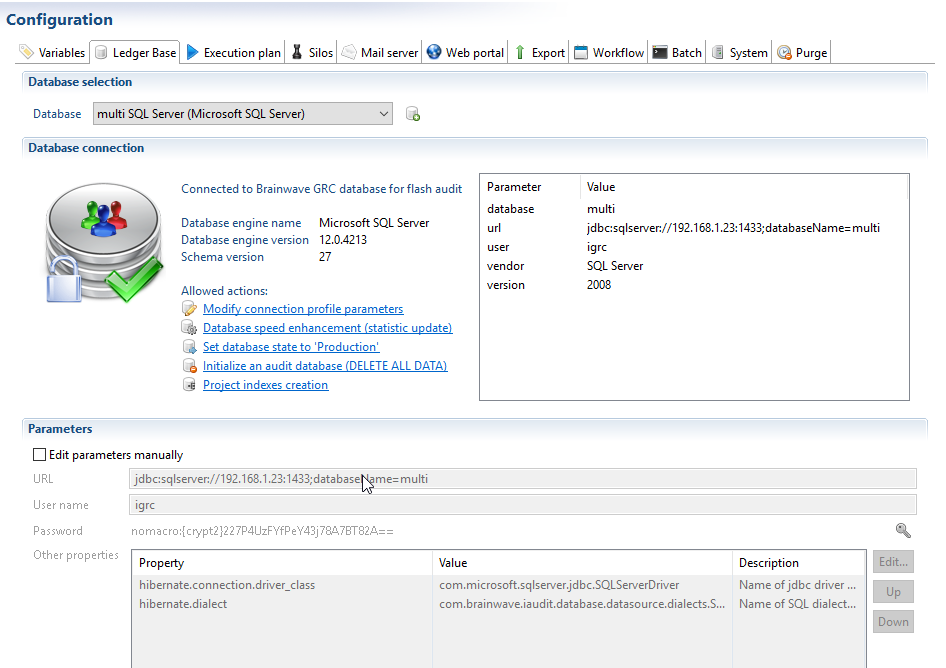 Configuration
Variables Ledger Base Execution plan Silos Mail server Web portal Export Workflow Batch System Purge
Database selection
Database multi SQL Server (Microsoft SQL Server)
Database connection
Connected to Brainwave GRC database for flash audit
Database engine name Microsoft SQL Server
Database engine version 12.0.4213
Schema version 27
Allowed actions:
Modify connection profile parameters
Database speed enhancement (statistic update)
Set database state to 'Production'
Initialize an audit database (DELETE ALL DATA)
Project indexes creation
Parameter Value
database multi
url jdbc:sqlserver://192.168.1.23:1433;databaseName=multi
user igrc
vendor SQL Server
version 2008
Parameters
Edit parameters manually
URL jdbc:sqlserver://192.168.1.23:1433;databaseName=multi
User name igrc
Password nomacro:{crypt2}227P4UzFYfPeY43j78A7BT82A==
Other properties
Property Value Description
hibernate.connection.driver_class com.microsoft.sqlserver.jdbc.SQLServerDriver Name of jdbc driver ...
hibernate.dialect com.brainwave.iaudit.database.datasource.dialects.S... Name of SQL dialect...
Edit...
Up
Down